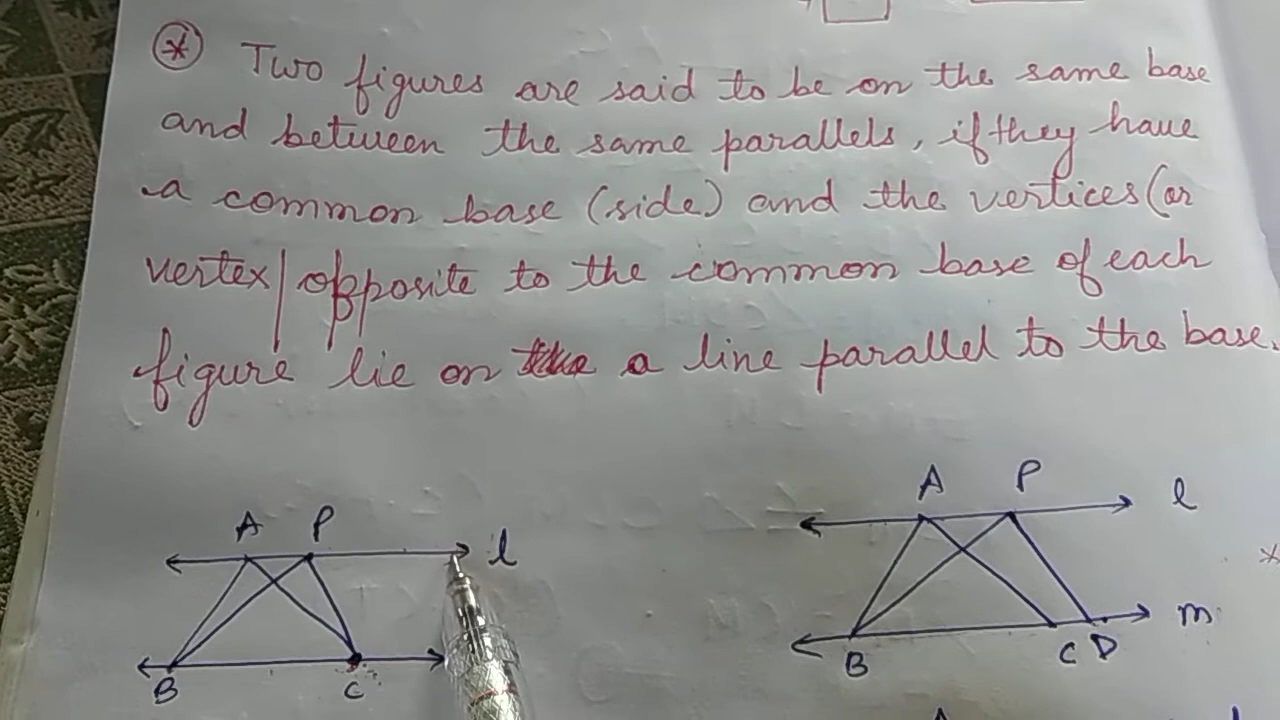 * Two figures are said to be on the same base
and between the same parallels, if they have
a common base (side) and the vertices (or
vertex) opposite to the common base of each
figure lie on a line parallel to the base.
A P l
B C
A P l
B C D m